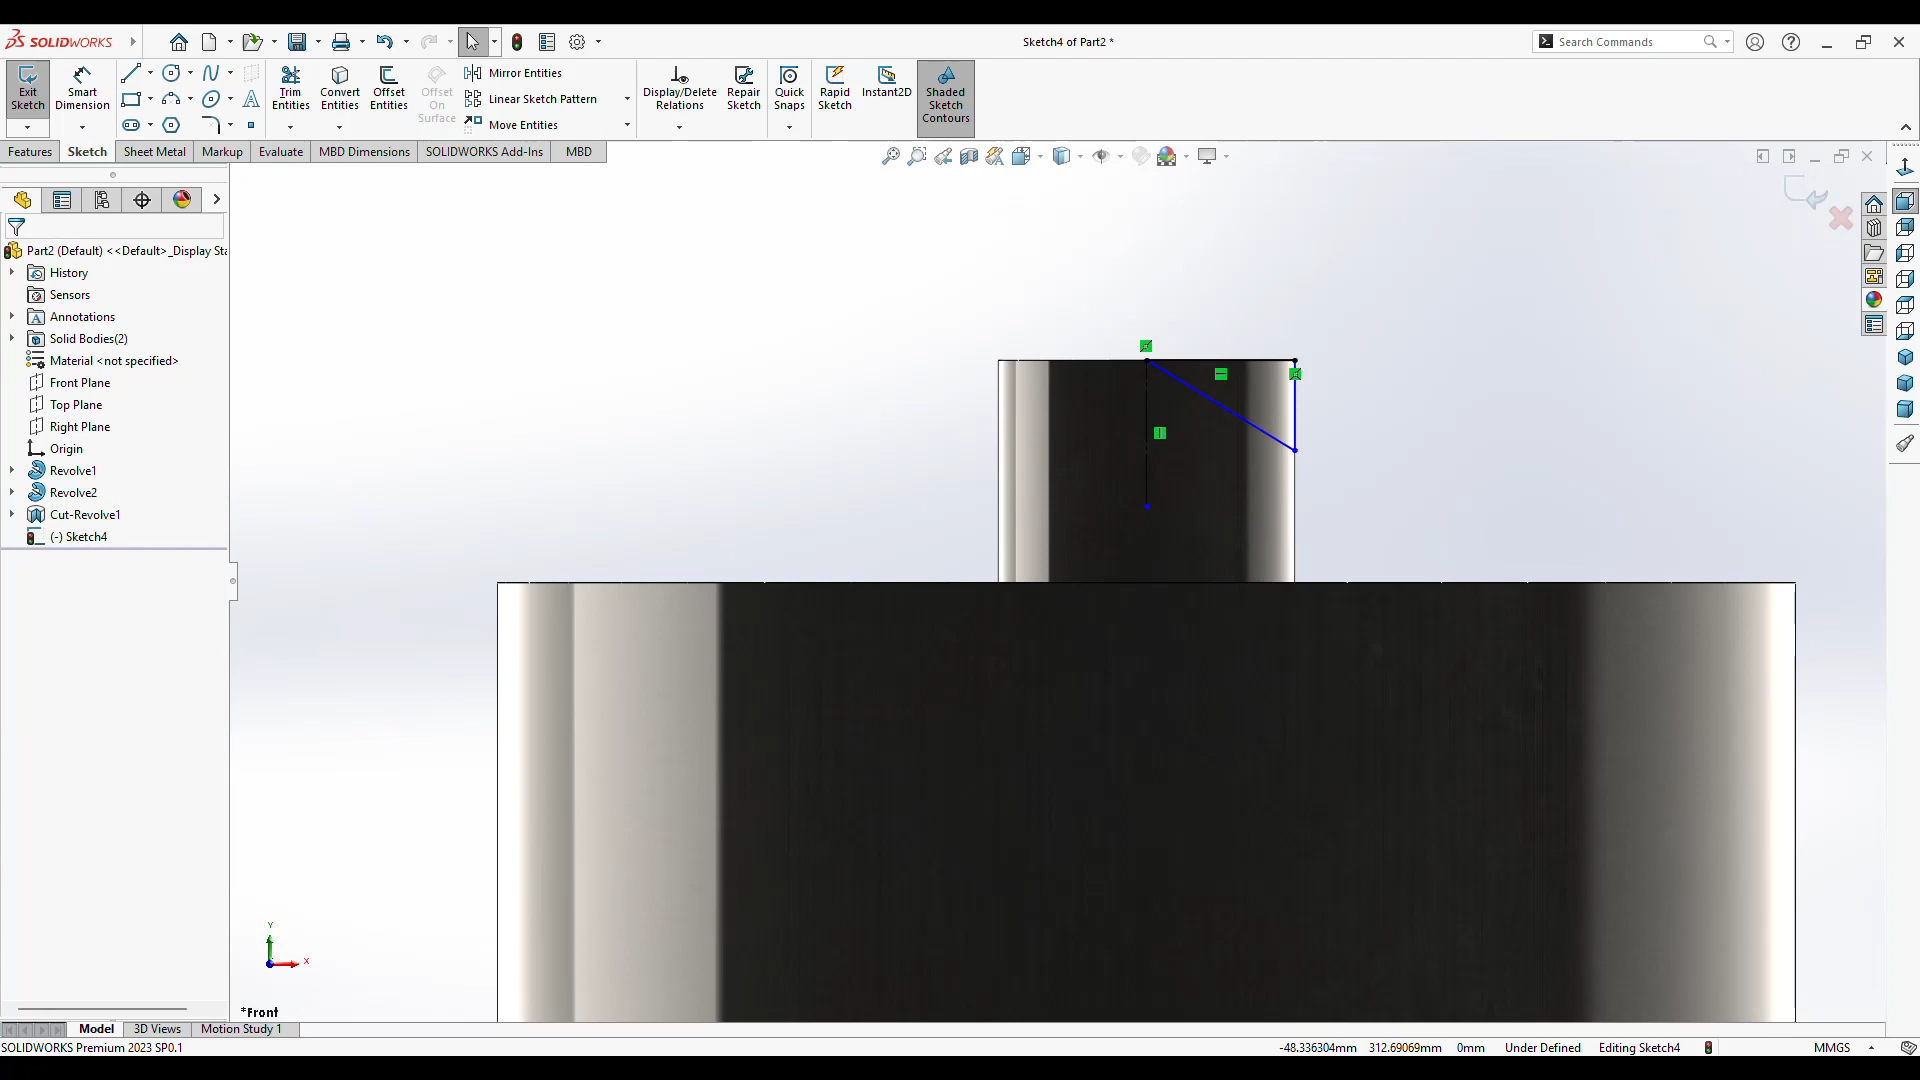 SOLIDWORKS
Sketch4 of Part2 *
Search Commands
Exit
Sketch
Smart
Dimension
Trim
Entities
Convert
Entities
Offset
Entities
Offset
On
Surface
Mirror Entities
Linear Sketch Pattern
Move Entities
Display/Delete
Relations
Repair
Sketch
Quick
Snaps
Rapid
Sketch
Instant2D
Shaded
Sketch
Contours
Features
Sketch
Sheet Metal
Markup
Evaluate
MBD Dimensions
SOLIDWORKS Add-Ins
MBD
Part2 (Default) <<Default>_Display Sta
History
Sensors
Annotations
Solid Bodies(2)
Material <not specified>
Front Plane
Top Plane
Right Plane
Origin
Revolve1
Revolve2
Cut-Revolve1
(-) Sketch4
Y
X
*Front
Model
3D Views
Motion Study 1
SOLIDWORKS Premium 2023 SP0.1
-48.336304mm
312.69069mm
0mm
Under Defined
Editing Sketch4
MMGS